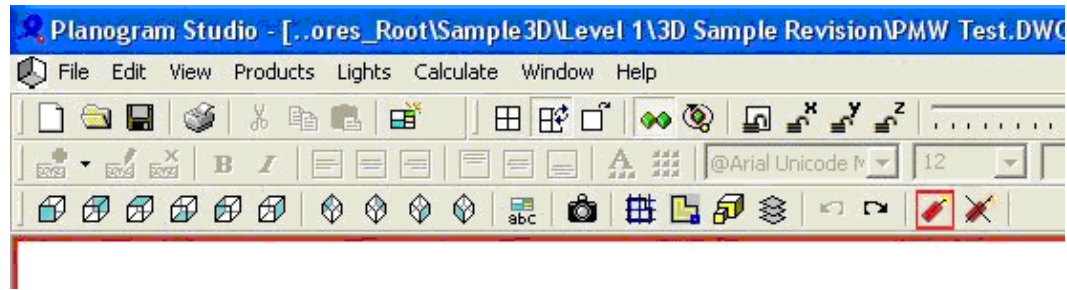 Planogram Studio - [..ores_Root\Sample3D\Level 1\3D Sample Revision\PMW Test.DWG
File Edit View Products Lights Calculate Window Help
x y z
B I A @Arial Unicode M 12
abc